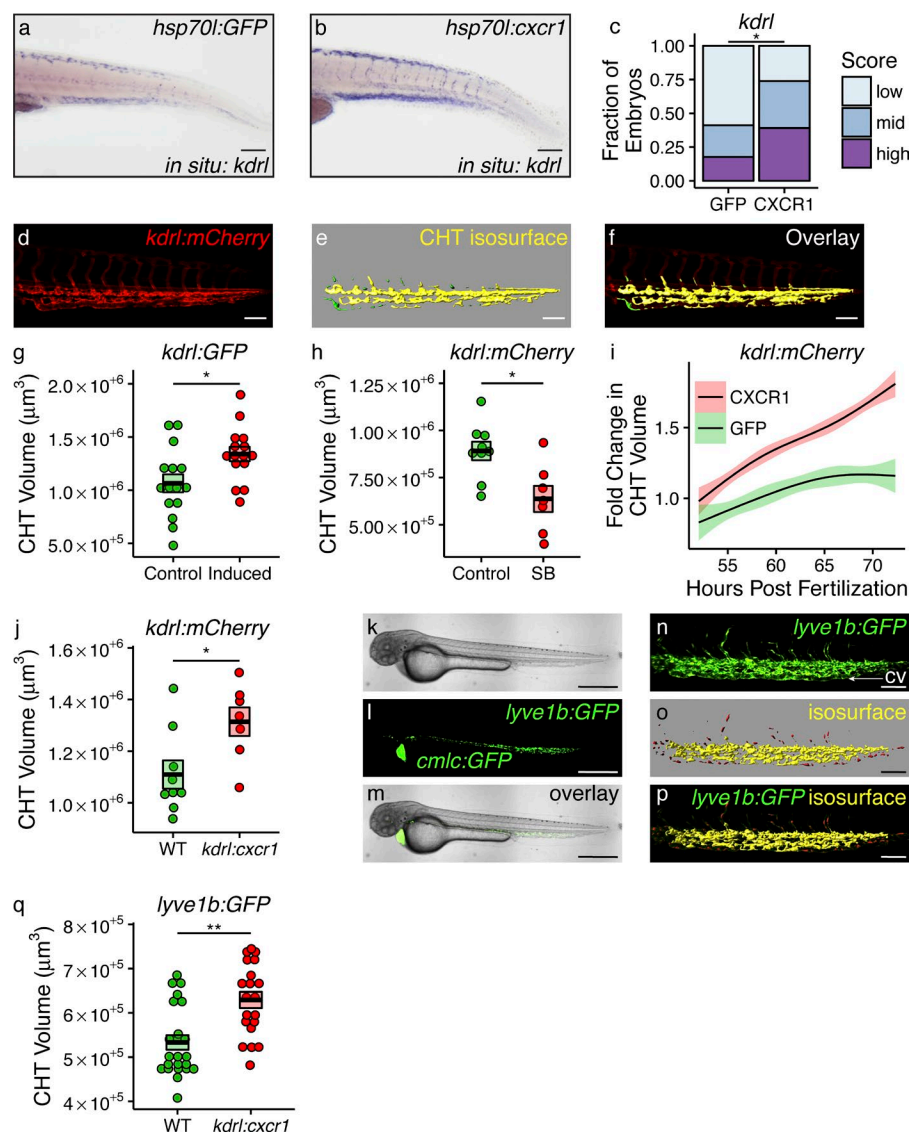 a hsp70l:GFP
in situ: kdrl
b hsp70l:cxcr1
in situ: kdrl
c kdrl
*
Fraction of
Embryos
1.00
0.75
0.50
0.25
0.00
GFP CXCR1
Score
low
mid
high
d kdrl:mCherry
e CHT isosurface
f Overlay
g kdrl:GFP
*
CHT Volume (μm³)
2.0 × 10⁺⁶
1.5 × 10⁺⁶
1.0 × 10⁺⁶
5.0 × 10⁺⁵
Control Induced
h kdrl:mCherry
*
CHT Volume (μm³)
1.25 × 10⁺⁶
1.00 × 10⁺⁶
7.50 × 10⁺⁵
5.00 × 10⁺⁵
Control SB
i kdrl:mCherry
CXCR1
GFP
Fold Change in
CHT Volume
1.5
1.0
55 60 65 70
Hours Post Fertilization
j kdrl:mCherry
*
CHT Volume (μm³)
1.6 × 10⁺⁶
1.4 × 10⁺⁶
1.2 × 10⁺⁶
1.0 × 10⁺⁶
WT kdrl:cxcr1
k
l lyve1b:GFP
cmlc:GFP
m overlay
n lyve1b:GFP
cv
o isosurface
p lyve1b:GFP isosurface
q lyve1b:GFP
**
CHT Volume (μm³)
8 × 10⁺⁵
7 × 10⁺⁵
6 × 10⁺⁵
5 × 10⁺⁵
4 × 10⁺⁵
WT kdrl:cxcr1